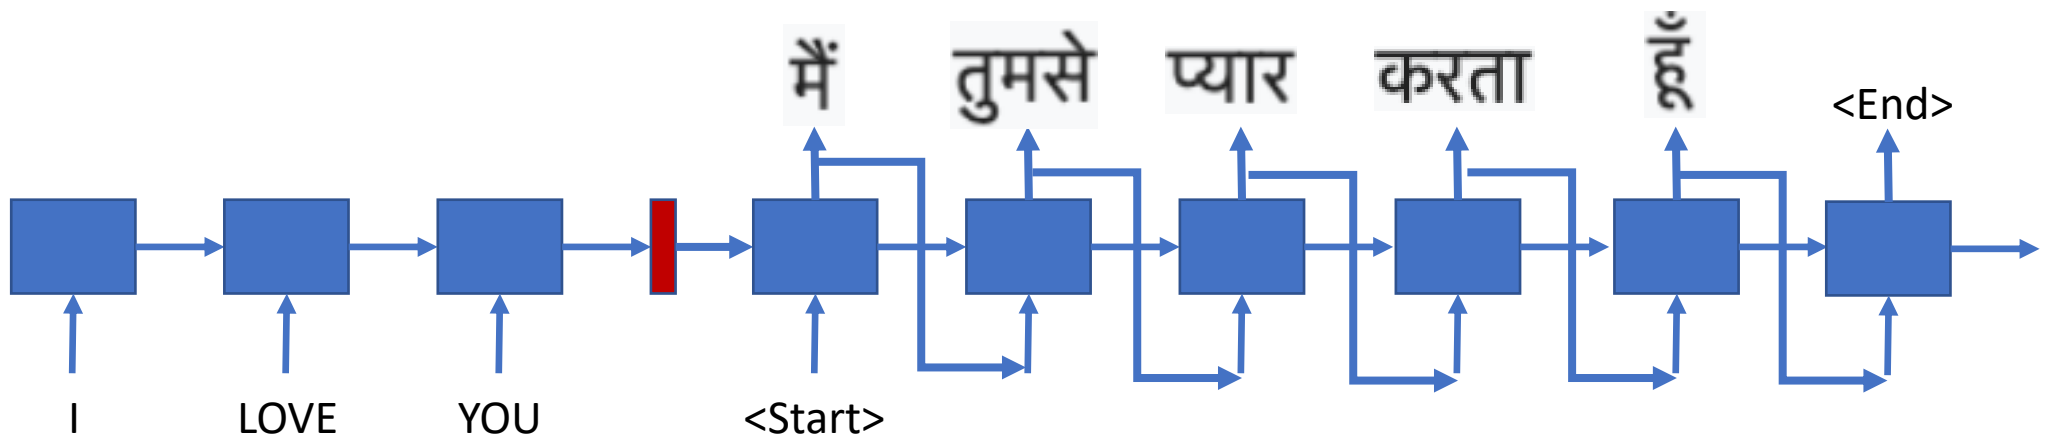 मैं तुमसे प्यार करता हूँ <End>
I LOVE YOU <Start>